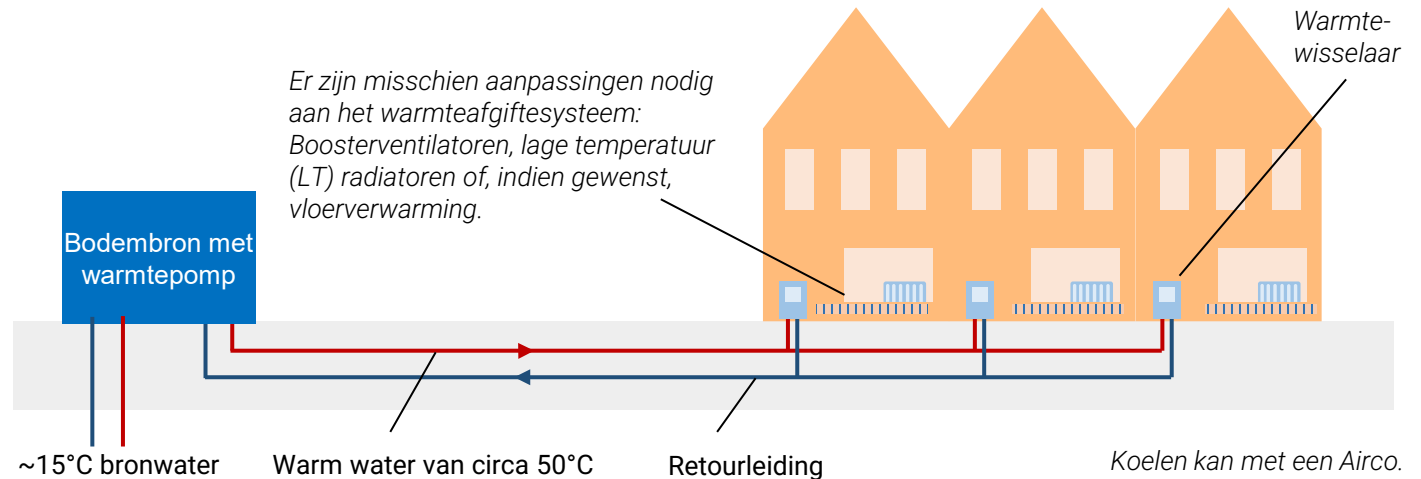 Warmte-
wisselaar
Er zijn misschien aanpassingen nodig
aan het warmteafgiftesysteem:
Boosterventilatoren, lage temperatuur
(LT) radiatoren of, indien gewenst,
vloerverwarming.
Bodembron met
warmtepomp
~15°C bronwater
Warm water van circa 50°C
Retourleiding
Koelen kan met een Airco.